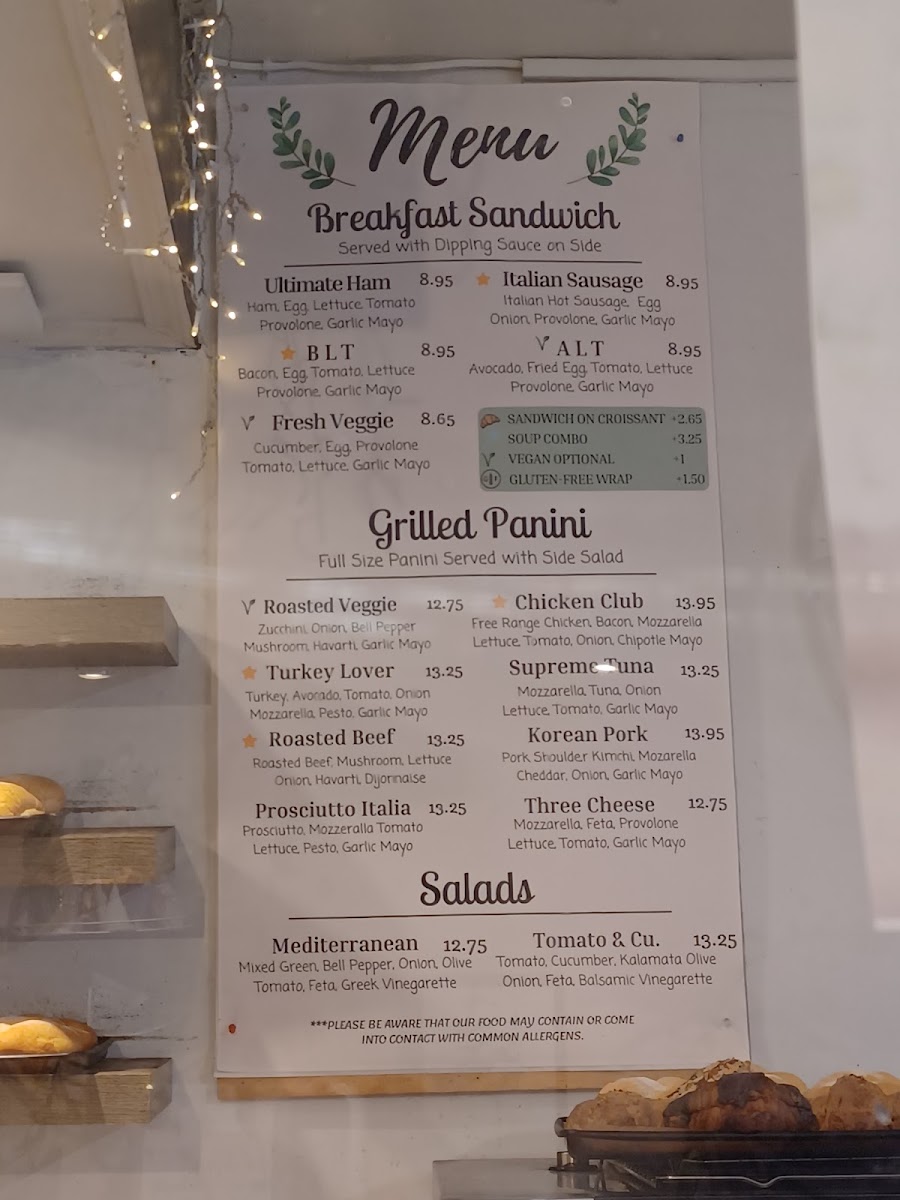 Menu
Breakfast Sandwich
Served with Dipping Sauce on Side
Ultimate Ham 8.95
Ham, Egg, Lettuce, Tomato
Provolone, Garlic Mayo
Italian Sausage 8.95
Italian Hot Sausage, Egg
Onion, Provolone, Garlic Mayo
BLT 8.95
Bacon, Egg, Tomato, Lettuce
Provolone, Garlic Mayo
ALT 8.95
Avocado, Fried Egg, Tomato, Lettuce
Provolone, Garlic Mayo
Fresh Veggie 8.65
Cucumber, Egg, Provolone
Tomato, Lettuce, Garlic Mayo
SANDWICH ON CROISSANT +2.65
SOUP COMBO +3.25
VEGAN OPTIONAL +1
GLUTEN-FREE WRAP +1.50
Grilled Panini
Full Size Panini Served with Side Salad
Roasted Veggie 12.75
Zucchini, Onion, Bell Pepper
Mushroom, Havarti, Garlic Mayo
Chicken Club 13.95
Free Range Chicken, Bacon, Mozzarella
Lettuce, Tomato, Onion, Chipotle Mayo
Turkey Lover 13.25
Turkey, Avorado, Tomato, Onion
Mozzarella, Pesto, Garlic Mayo
Supreme Tuna 13.25
Mozzarella, Tuna, Onion
Lettuce, Tomato, Garlic Mayo
Roasted Beef 13.25
Roasted Beef, Mushroom, Lettuce
Onion, Havarti, Dijonnaise
Korean Pork 13.95
Pork Shoulder, Kimchi, Mozarella
Cheddar, Onion, Garlic Mayo
Prosciutto Italia 13.25
Prosciutto, Mozzeralla Tomato
Lettuce, Pesto, Garlic Mayo
Three Cheese 12.75
Mozzarella, Feta, Provolone
Lettuce, Tomato, Garlic Mayo
Salads
Mediterranean 12.75
Mixed Green, Bell Pepper, Onion, Olive
Tomato, Feta, Greek Vinegarette
Tomato & Cu. 13.25
Tomato, Cucumber, Kalamata Olive
Onion, Feta, Balsamic Vinegarette
***PLEASE BE AWARE THAT OUR FOOD MAY CONTAIN OR COME
INTO CONTACT WITH COMMON ALLERGENS.